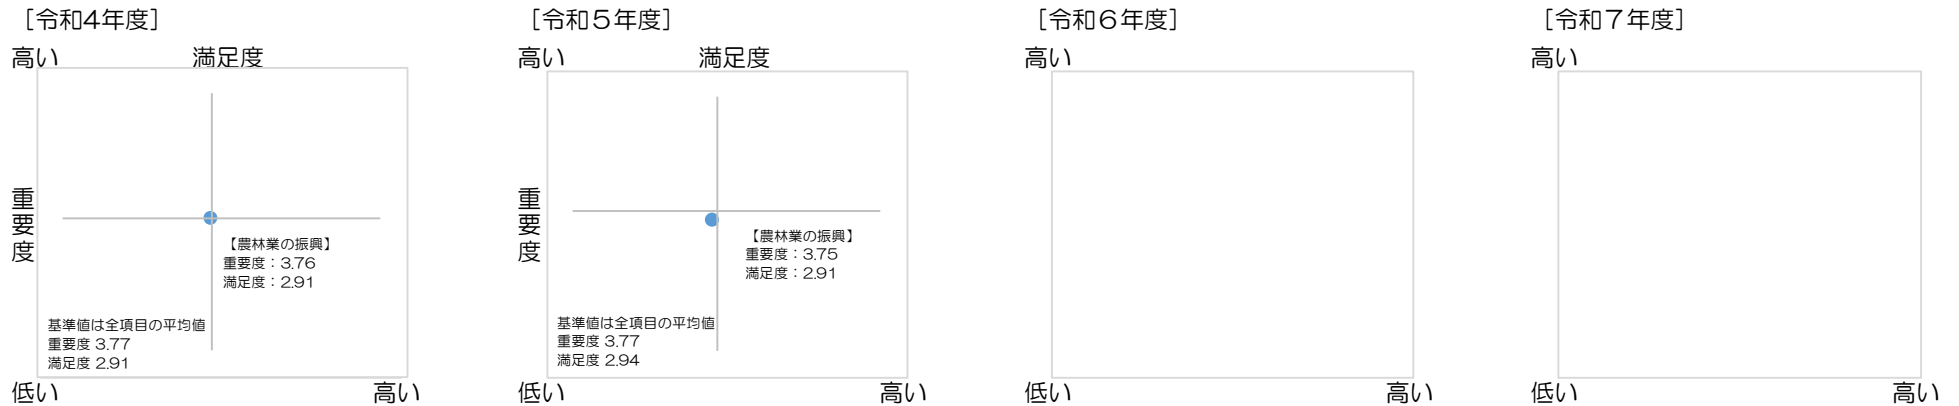 ［令和4年度］
高い
満足度
重要度
【農林業の振興】
重要度：3.76
満足度：2.91
基準値は全項目の平均値
重要度 3.77
満足度 2.91
低い
高い
［令和５年度］
高い
満足度
重要度
【農林業の振興】
重要度：3.75
満足度：2.91
基準値は全項目の平均値
重要度 3.77
満足度 2.94
低い
高い
［令和６年度］
高い
低い
高い
［令和７年度］
高い
低い
高い